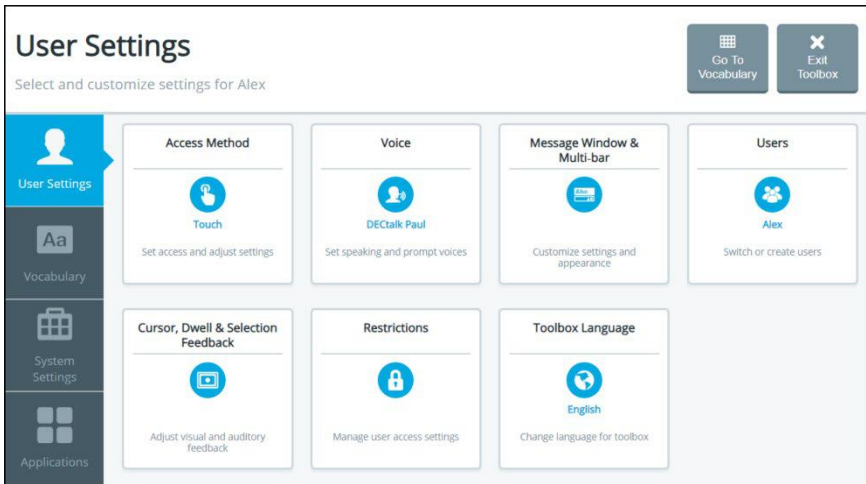 User Settings
Select and customize settings for Alex
Go To
Vocabulary
Exit
Toolbox
User Settings
Aa
Vocabulary
System
Settings
Applications
Access Method
Touch
Set access and adjust settings
Voice
DECtalk Paul
Set speaking and prompt voices
Message Window &
Multi-bar
Customize settings and
appearance
Users
Alex
Switch or create users
Cursor, Dwell & Selection
Feedback
Adjust visual and auditory
feedback
Restrictions
Manage user access settings
Toolbox Language
English
Change language for toolbox